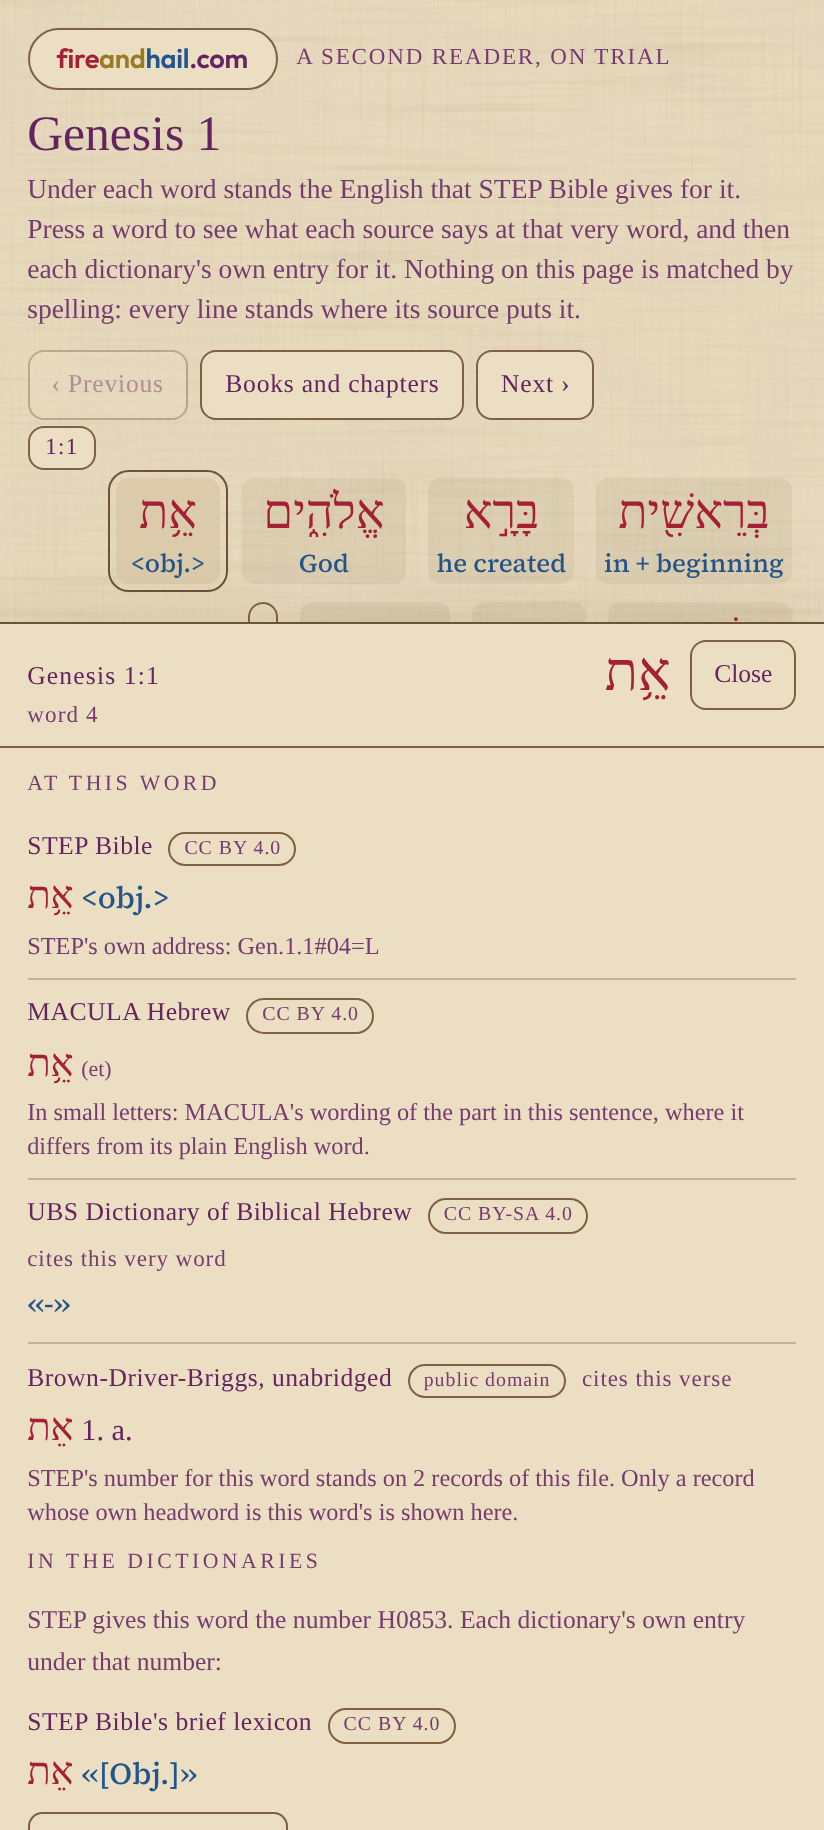 fireandhail.com A SECOND READER, ON TRIAL
Genesis 1
Under each word stands the English that STEP Bible gives for it.
Press a word to see what each source says at that very word, and then
each dictionary's own entry for it. Nothing on this page is matched by
spelling: every line stands where its source puts it.
‹ Previous Books and chapters Next ›
1:1
בְּרֵאשִׁ֖ית בָּרָ֣א אֱלֹהִ֑ים אֵ֥ת
in + beginning he created God <obj.>
Genesis 1:1 אֵ֥ת Close
word 4
AT THIS WORD
STEP Bible CC BY 4.0
אֵ֥ת <obj.>
STEP's own address: Gen.1.1#04=L
MACULA Hebrew CC BY 4.0
אֵ֥ת (et)
In small letters: MACULA's wording of the part in this sentence, where it
differs from its plain English word.
UBS Dictionary of Biblical Hebrew CC BY-SA 4.0
cites this very word
«-»
Brown-Driver-Briggs, unabridged public domain cites this verse
אֵת 1. a.
STEP's number for this word stands on 2 records of this file. Only a record
whose own headword is this word's is shown here.
IN THE DICTIONARIES
STEP gives this word the number H0853. Each dictionary's own entry
under that number:
STEP Bible's brief lexicon CC BY 4.0
אֵת «[Obj.]»